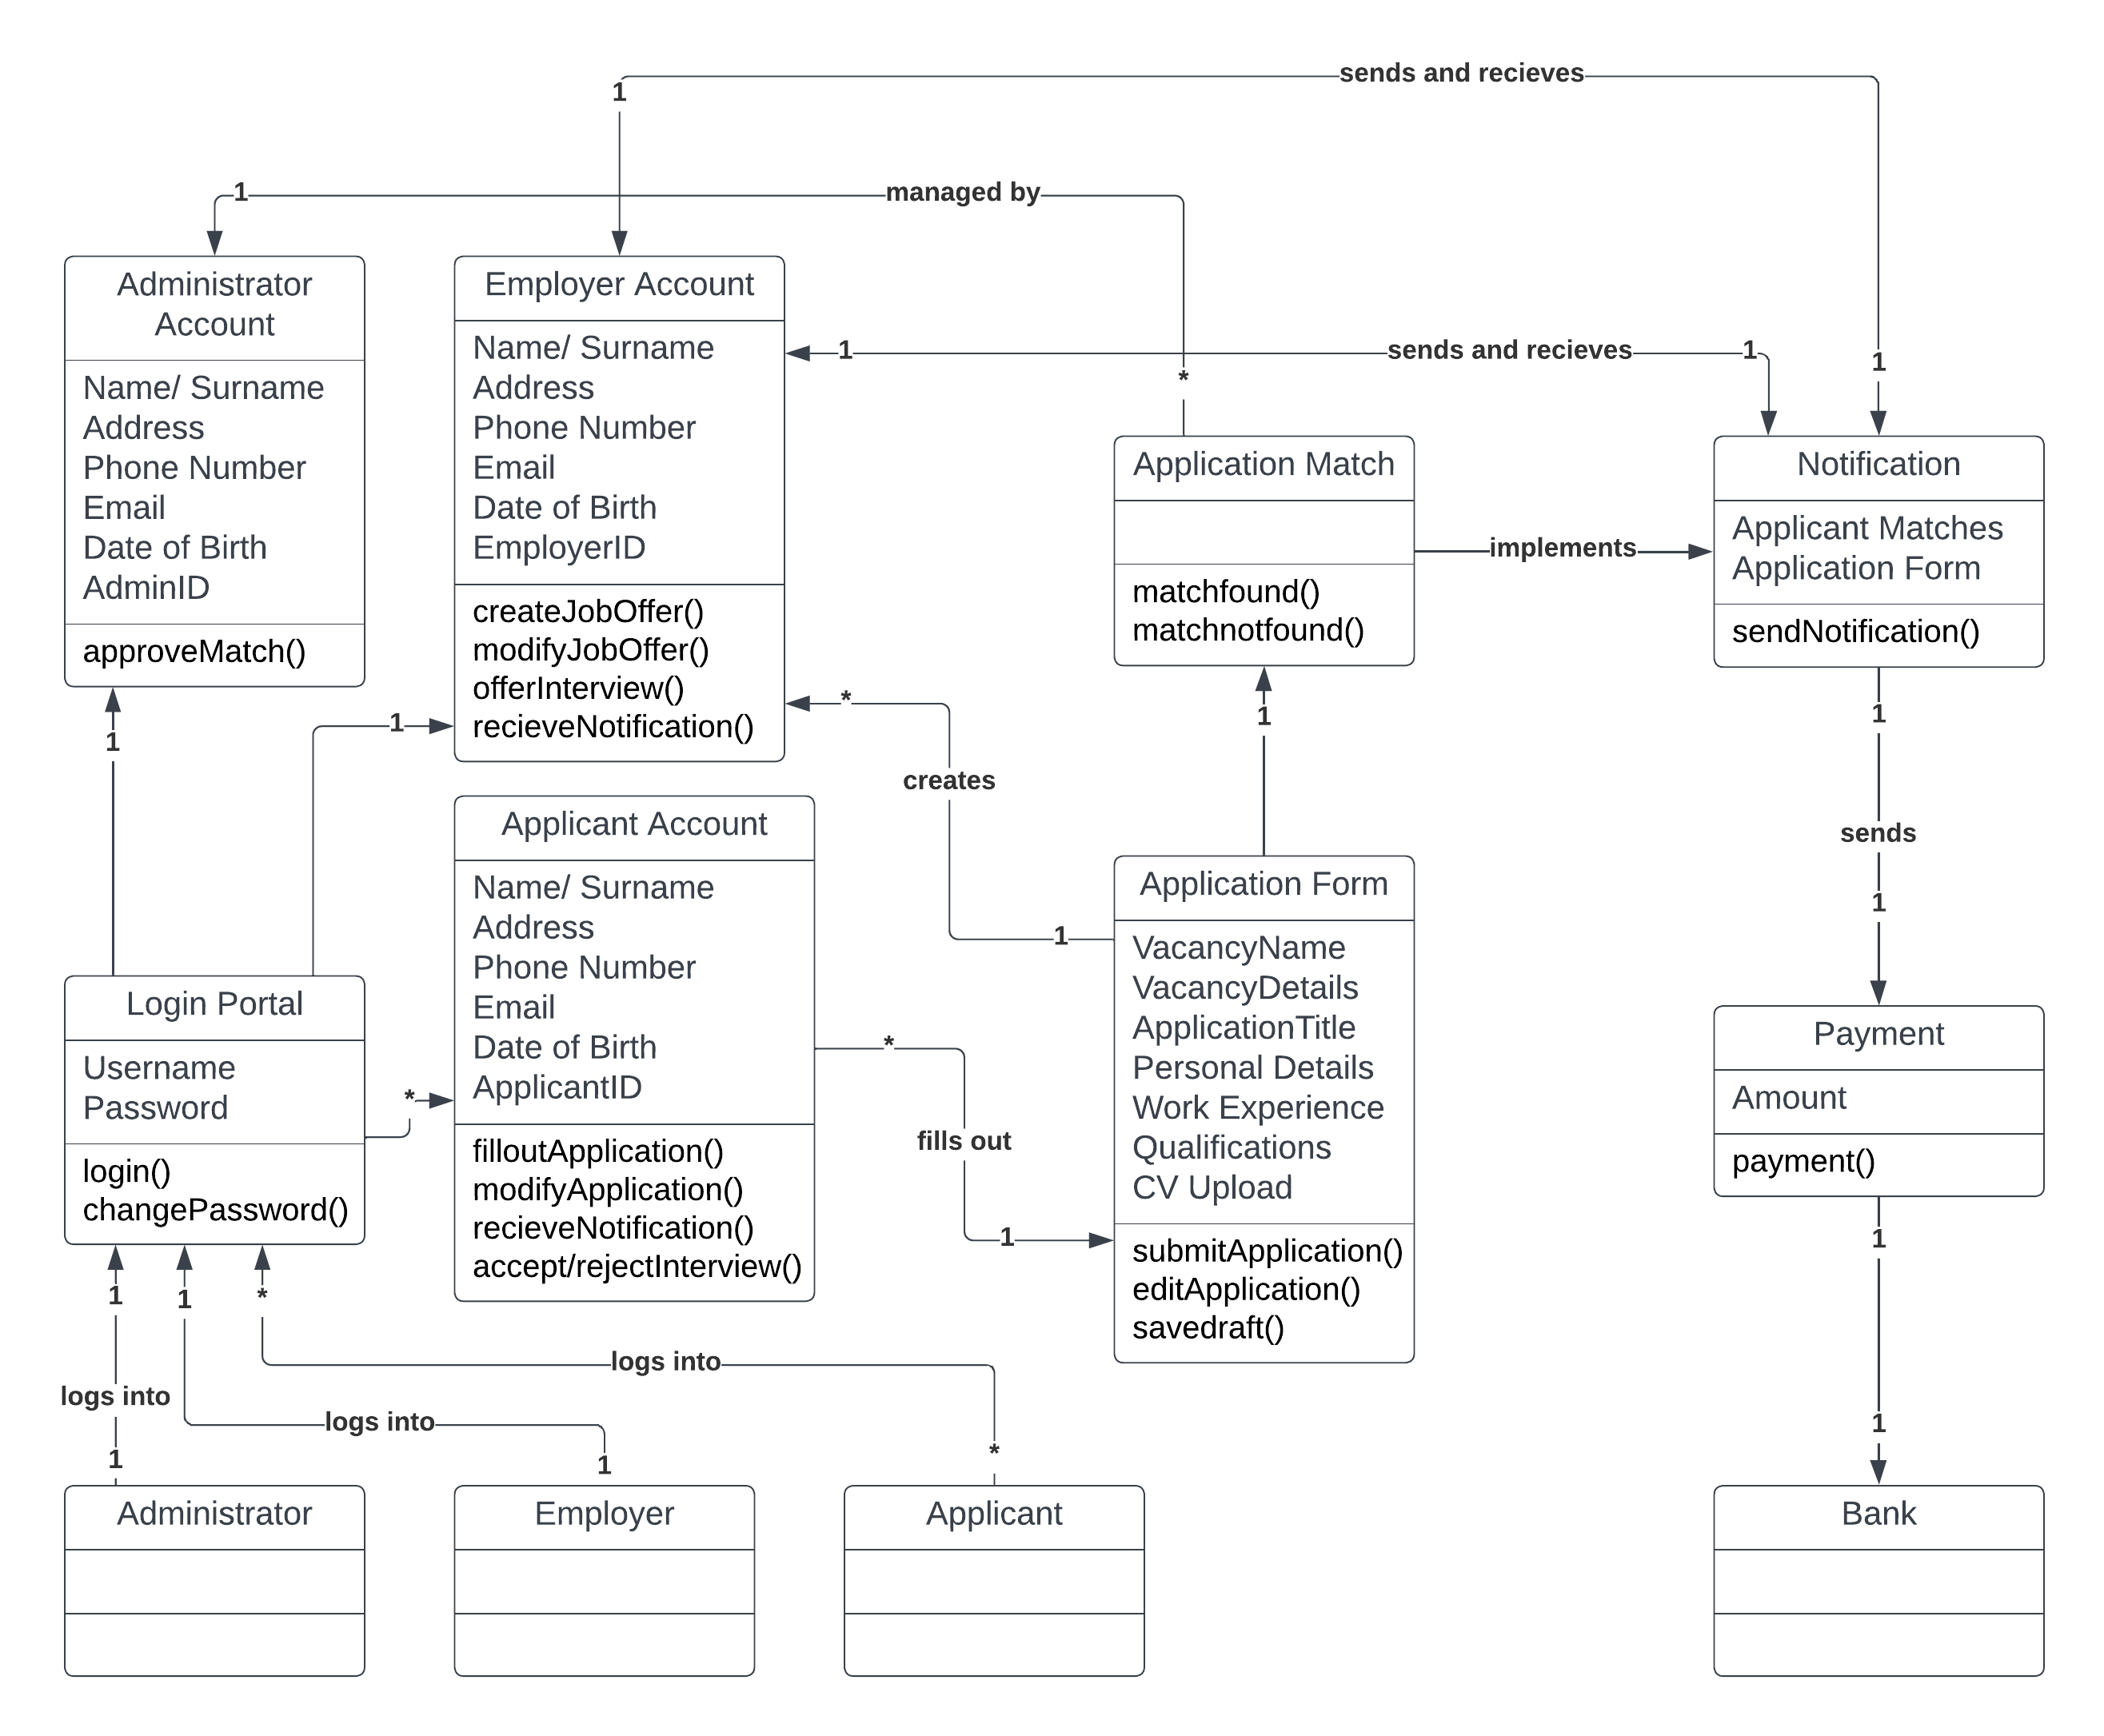 sends and recieves
1
1
managed by
Administrator
Account
Name/ Surname
Address
Phone Number
Email
Date of Birth
AdminID
approveMatch()
Employer Account
Name/ Surname
Address
Phone Number
Email
Date of Birth
EmployerID
createJobOffer()
modifyJobOffer()
offerInterview()
recieveNotification()
1
sends and recieves
1
1
*
Application Match
matchfound()
matchnotfound()
implements
Notification
Applicant Matches
Application Form
sendNotification()
1
1
*
1
creates
1
1
sends
1
Applicant Account
Name/ Surname
Address
Phone Number
Email
Date of Birth
ApplicantID
filloutApplication()
modifyApplication()
recieveNotification()
accept/rejectInterview()
Application Form
VacancyName
VacancyDetails
ApplicationTitle
Personal Details
Work Experience
Qualifications
CV Upload
submitApplication()
editApplication()
savedraft()
Login Portal
Username
Password
login()
changePassword()
*
*
fills out
1
Payment
Amount
payment()
1
1
1
1
*
logs into
logs into
logs into
1
1
*
Administrator
Employer
Applicant
Bank